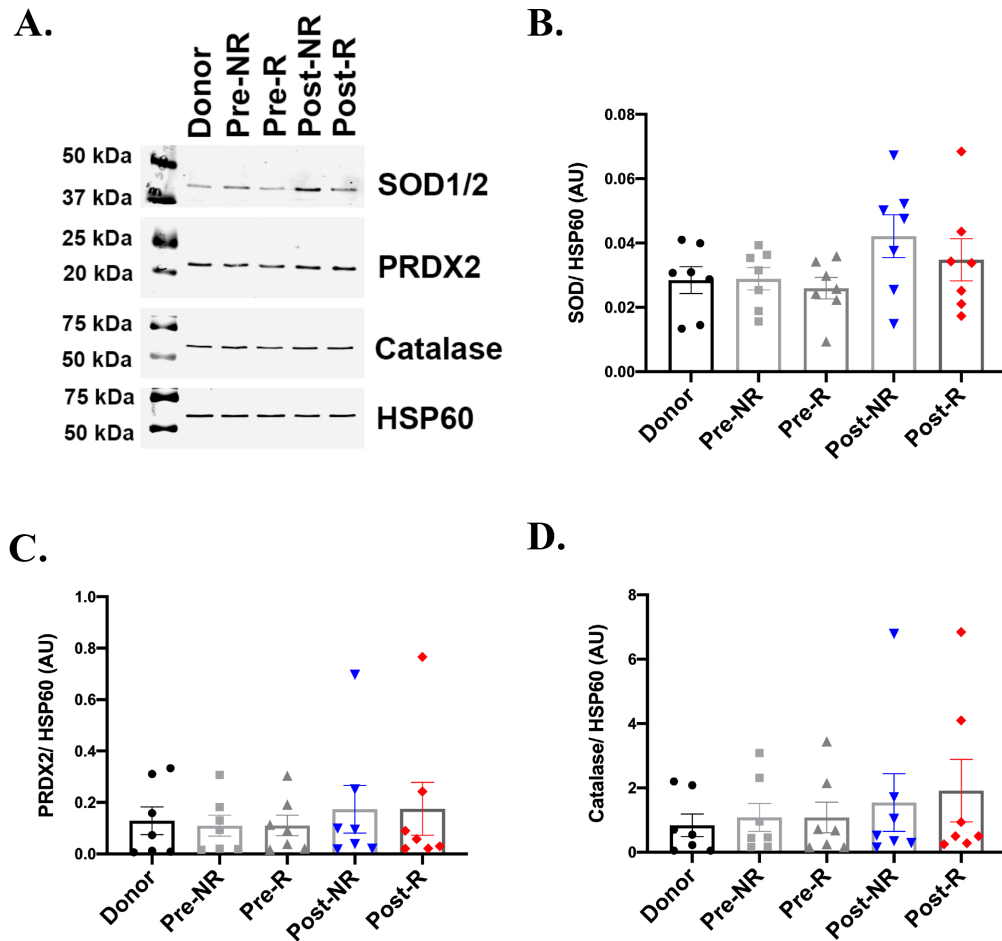 A.
Donor
Pre-NR
Pre-R
Post-NR
Post-R
50 kDa
37 kDa
SOD1/2
25 kDa
20 kDa
PRDX2
75 kDa
50 kDa
Catalase
75 kDa
50 kDa
HSP60
B.
SOD/ HSP60 (AU)
0.08
0.06
0.04
0.02
0.00
Donor
Pre-NR
Pre-R
Post-NR
Post-R
C.
PRDX2/ HSP60 (AU)
1.0
0.8
0.6
0.4
0.2
0.0
Donor
Pre-NR
Pre-R
Post-NR
Post-R
D.
Catalase/ HSP60 (AU)
8
6
4
2
0
Donor
Pre-NR
Pre-R
Post-NR
Post-R